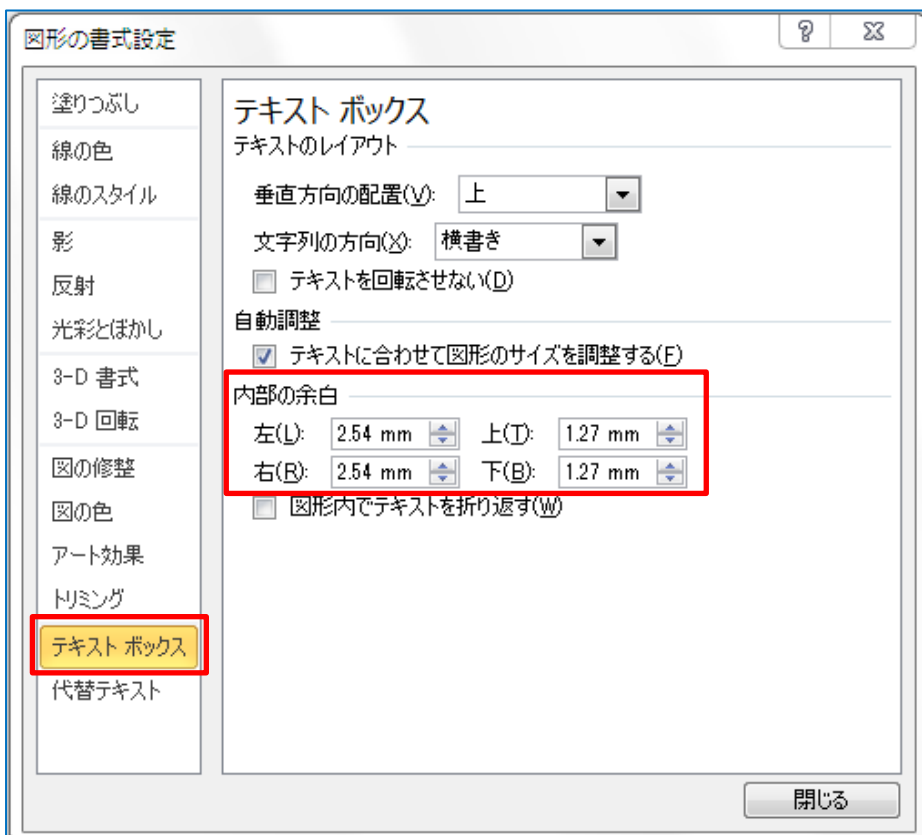 図形の書式設定
塗りつぶし
線の色
線のスタイル
影
反射
光彩とぼかし
3-D 書式
3-D 回転
図の修整
図の色
アート効果
トリミング
テキスト ボックス
代替テキスト
テキスト ボックス
テキストのレイアウト
垂直方向の配置(V): 上
文字列の方向(X): 横書き
テキストを回転させない(D)
自動調整
テキストに合わせて図形のサイズを調整する(F)
内部の余白
左(L): 2.54 mm 上(T): 1.27 mm
右(R): 2.54 mm 下(B): 1.27 mm
図形内でテキストを折り返す(W)
閉じる